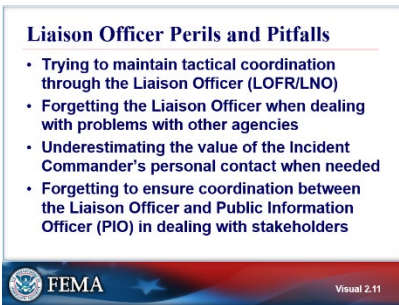 Liaison Officer Perils and Pitfalls
• Trying to maintain tactical coordination
through the Liaison Officer (LOFR/LNO)
• Forgetting the Liaison Officer when dealing
with problems with other agencies
• Underestimating the value of the Incident
Commander's personal contact when needed
• Forgetting to ensure coordination between
the Liaison Officer and Public Information
Officer (PIO) in dealing with stakeholders
FEMA
Visual 2.11